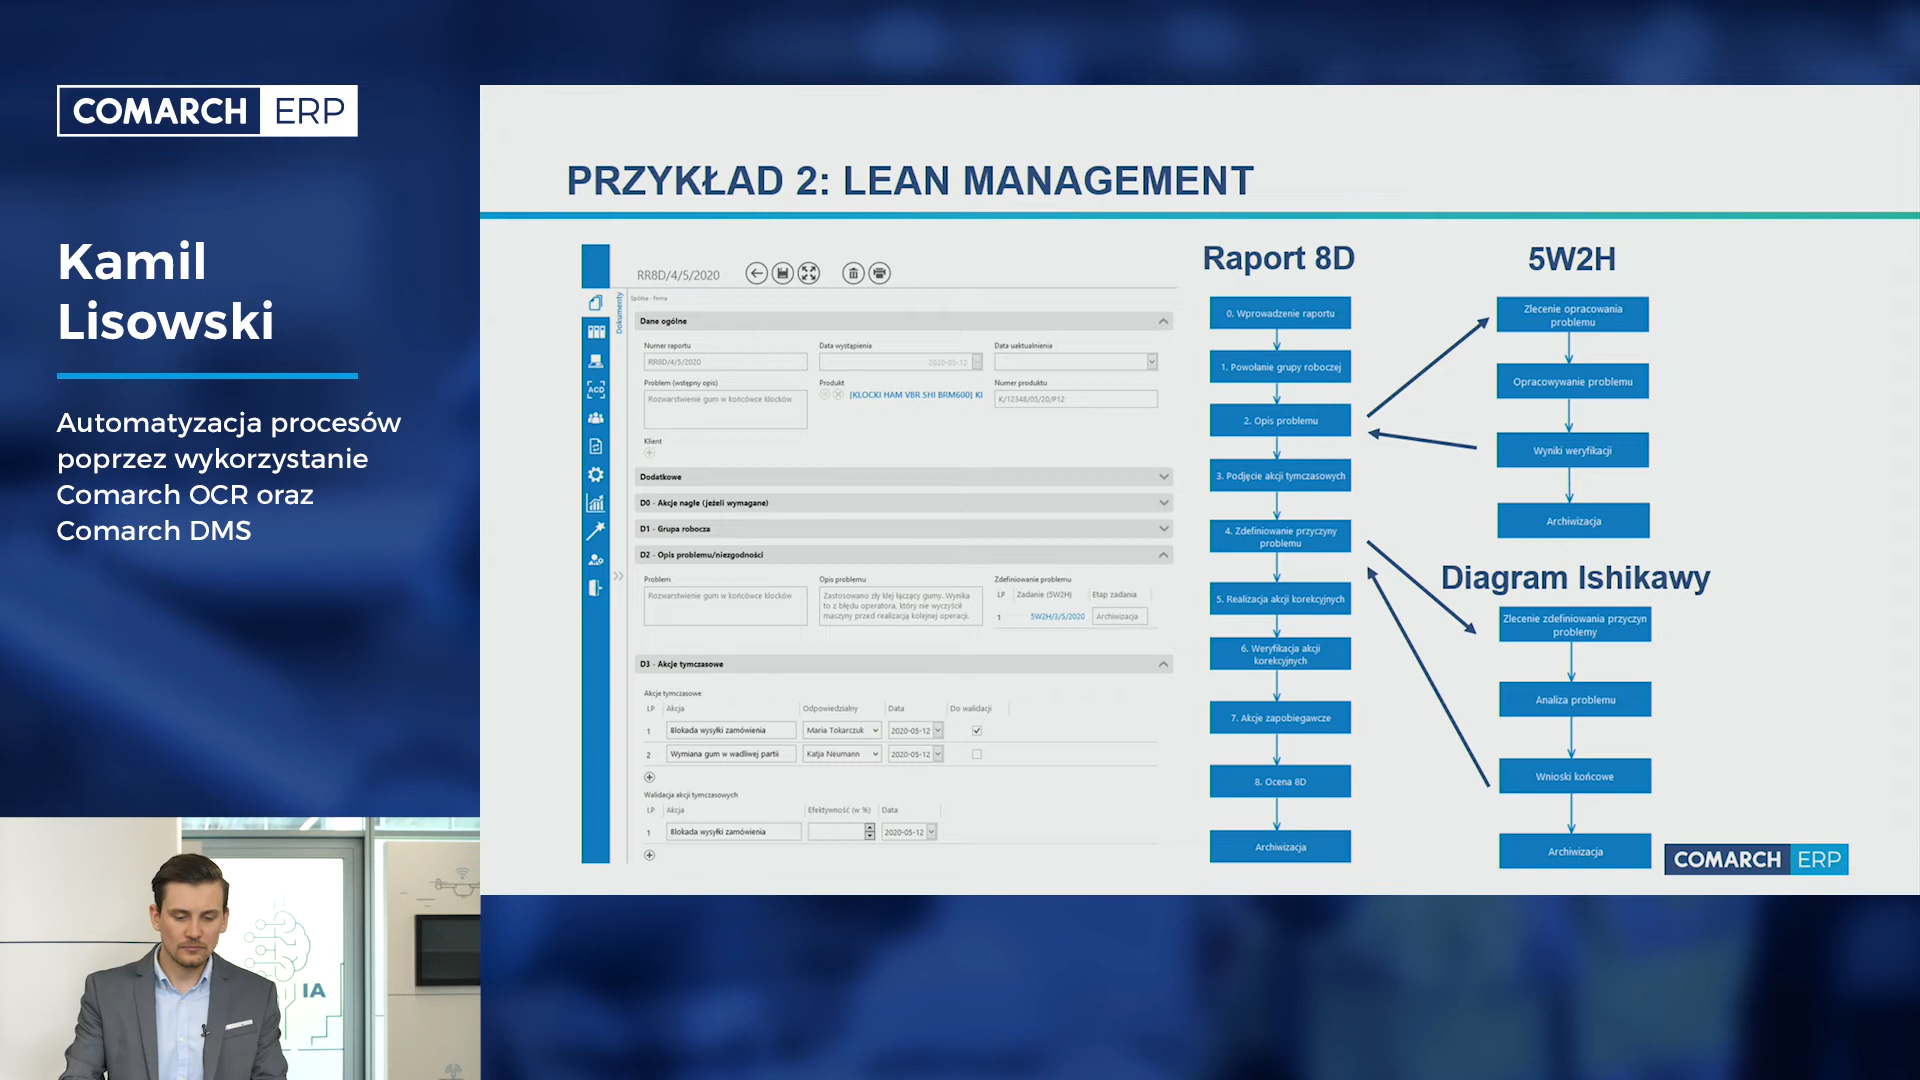 COMARCH ERP
Kamil
Lisowski
Automatyzacja procesów
poprzez wykorzystanie
Comarch OCR oraz
Comarch DMS
IA
PRZYKŁAD 2: LEAN MANAGEMENT
RR8D/4/5/2020
Dokumenty
Spółka : Firma
Dane ogólne
Numer raportu
Data wystąpienia
Data uaktualnienia
RR8D/4/5/2020
2020-05-12
Problem (wstępny opis)
Produkt
Numer produktu
Rozwarstwienie gum w końcówce klocków
[KLOCKI HAM VBR SHI BRM600] KI
K/12348/05/20/P12
Klient
Dodatkowe
D0 - Akcje nagłe (jeżeli wymagane)
D1 - Grupa robocza
D2 - Opis problemu/niezgodności
Problem
Opis problemu
Zdefiniowanie problemu
Rozwarstwienie gum w końcówce klocków
Zastosowano zły klej łączący gumy. Wynika
to z błędu operatora, który nie wyczyścił
maszyny przed realizacją kolejnej operacji.
LP Zadanie (5W2H) Etap zadania
1 5W2H/3/5/2020 Archiwizacja
D3 - Akcje tymczasowe
Akcje tymczasowe
LP Akcja Odpowiedzialny Data Do walidacji
1 Blokada wysyłki zamówienia Maria Tokarczuk 2020-05-12
2 Wymiana gum w wadliwej partii Katja Neumann 2020-05-12
Walidacja akcji tymczasowych
LP Akcja Efektywność (w %) Data
1 Blokada wysyłki zamówienia 2020-05-12
Raport 8D
0. Wprowadzenie raportu
1. Powołanie grupy roboczej
2. Opis problemu
3. Podjęcie akcji tymczasowych
4. Zdefiniowanie przyczyny
problemu
5. Realizacja akcji korekcyjnych
6. Weryfikacja akcji
korekcyjnych
7. Akcje zapobiegawcze
8. Ocena 8D
Archiwizacja
5W2H
Zlecenie opracowania
problemu
Opracowywanie problemu
Wyniki weryfikacji
Archiwizacja
Diagram Ishikawy
Zlecenie zdefiniowania przyczyn
problemy
Analiza problemu
Wnioski końcowe
Archiwizacja
COMARCH ERP